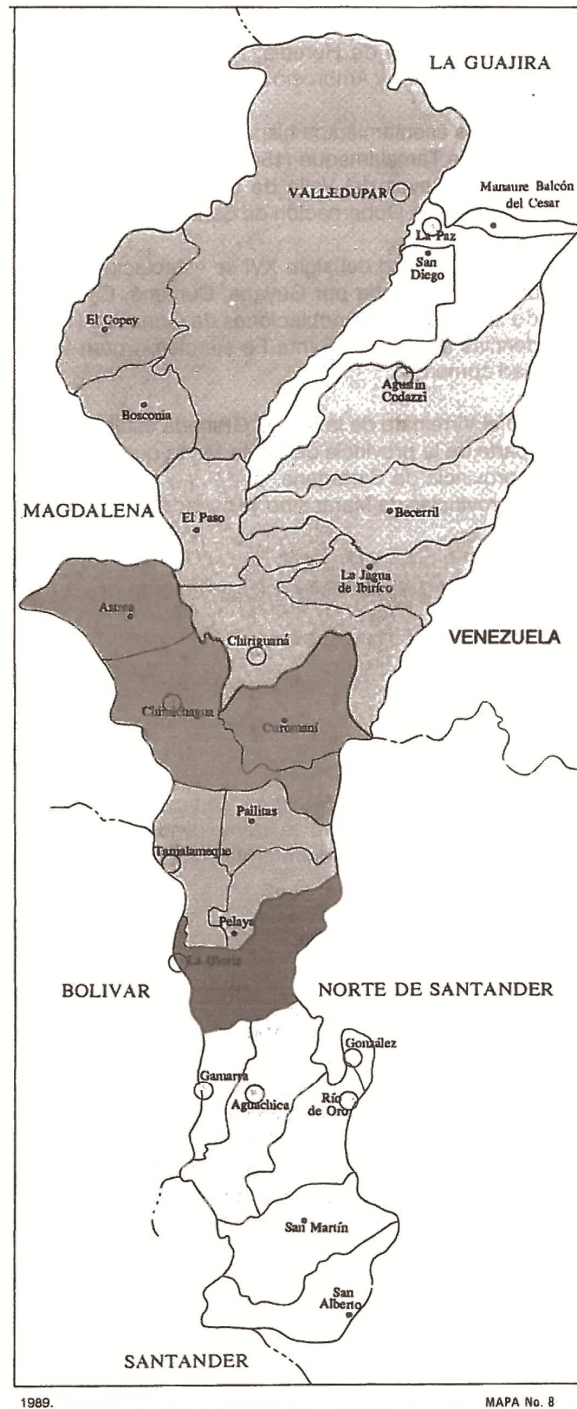 LA GUAJIRA
VALLEDUPAR
Manaure Balcón
del Cesar
La Paz
San
Diego
El Copey
Agustín
Codazzi
Bosconia
MAGDALENA
El Paso
Becerril
La Jagua
de Ibiríco
Astrea
Chiriguaná
VENEZUELA
Chimichagua
Curumaní
Pailitas
Tamalameque
Pelaya
La Gloria
BOLIVAR
NORTE DE SANTANDER
González
Gamarra
Aguachica
Río
de Oro
San Martín
San
Alberto
SANTANDER
1989.
MAPA No. 8